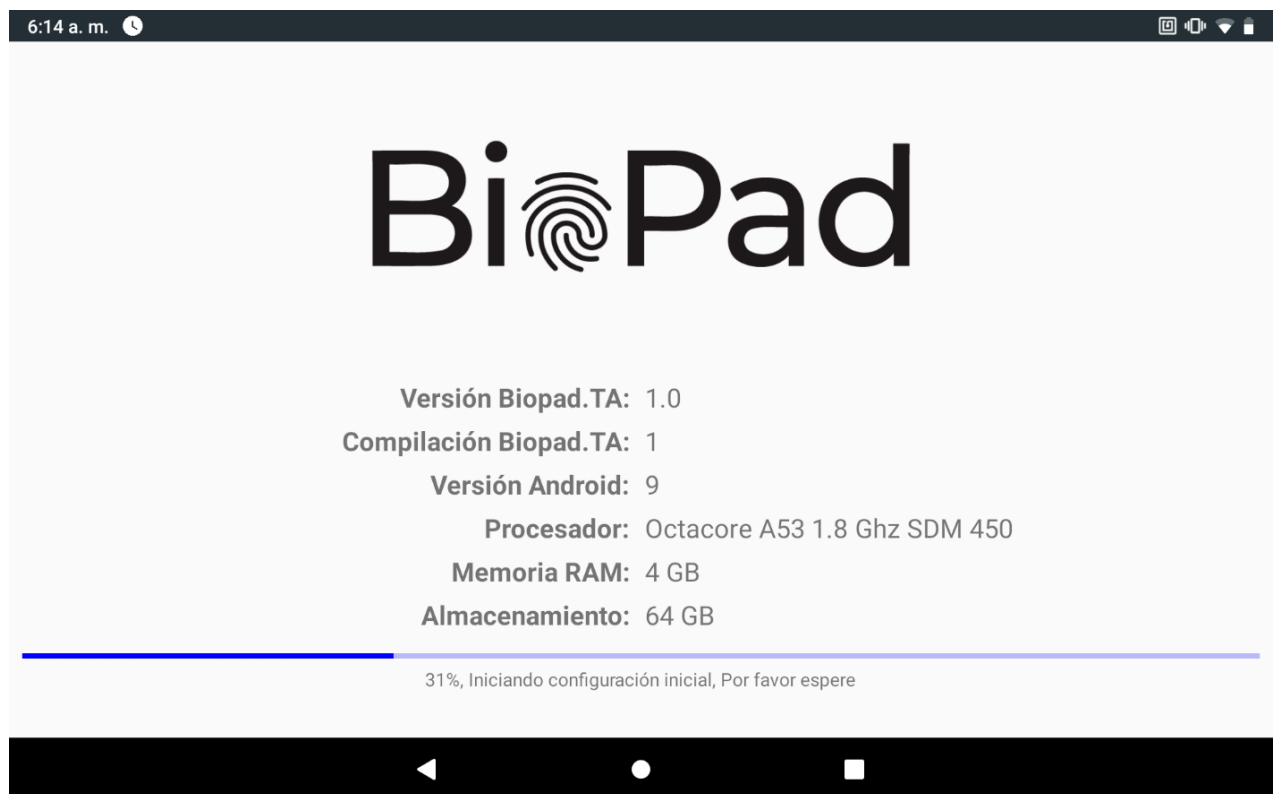 6:14 a. m.
BioPad
Versión Biopad.TA: 1.0
Compilación Biopad.TA: 1
Versión Android: 9
Procesador: Octacore A53 1.8 Ghz SDM 450
Memoria RAM: 4 GB
Almacenamiento: 64 GB
31%, Iniciando configuración inicial, Por favor espere